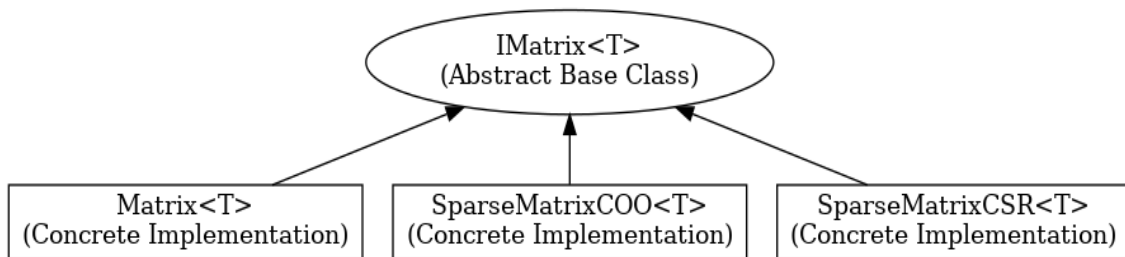 IMatrix<T>
(Abstract Base Class)
Matrix<T>
(Concrete Implementation)
SparseMatrixCOO<T>
(Concrete Implementation)
SparseMatrixCSR<T>
(Concrete Implementation)